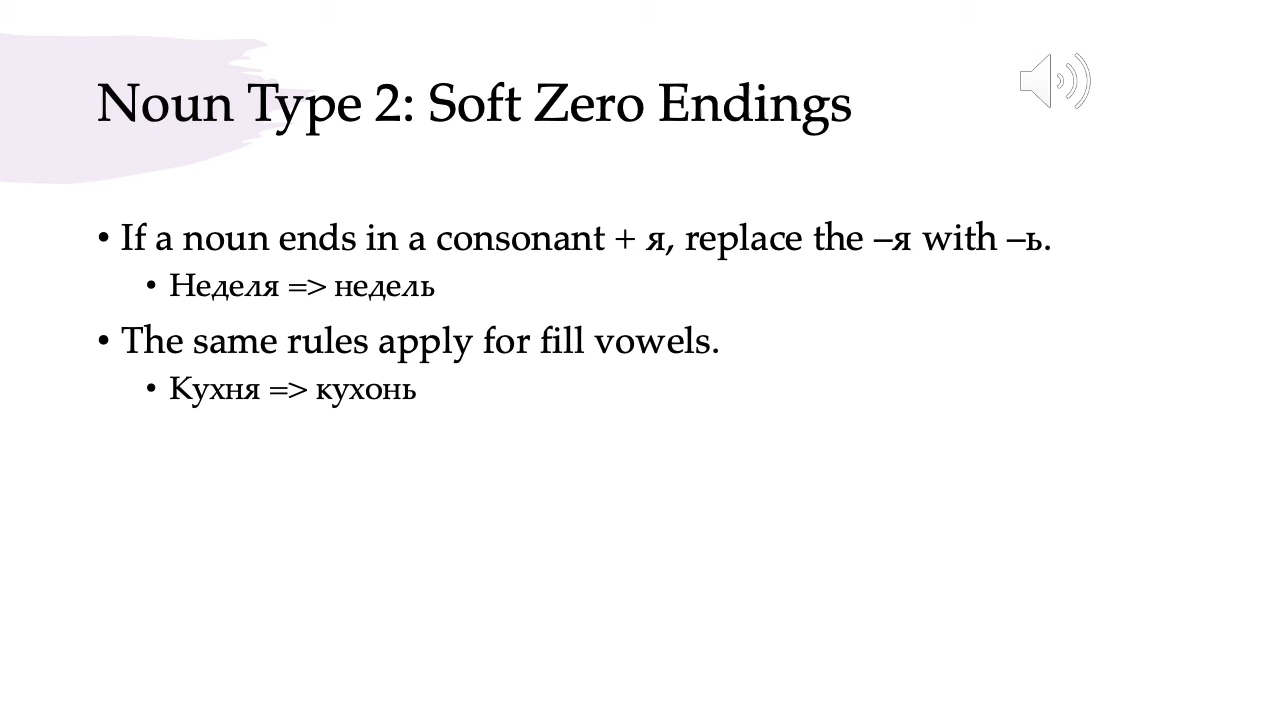 Noun Type 2: Soft Zero Endings
• If a noun ends in a consonant + я, replace the –я with –ь.
• Неделя => недель
• The same rules apply for fill vowels.
• Кухня => кухонь